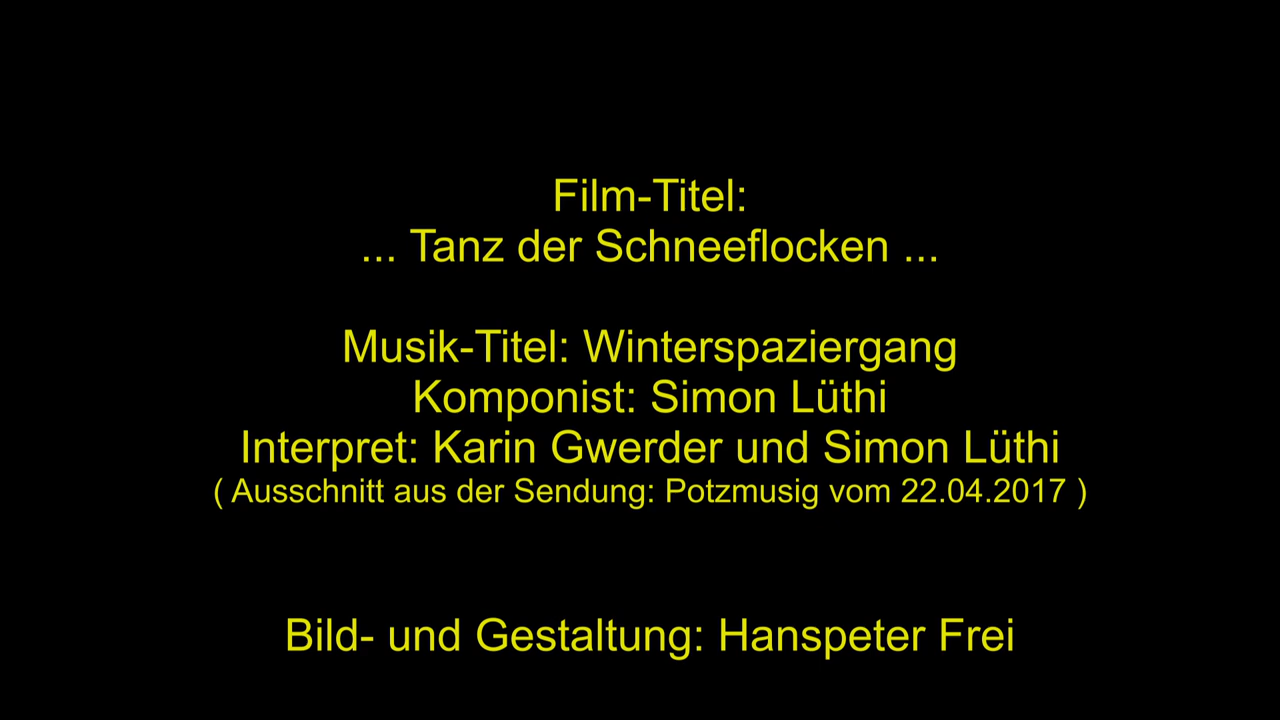 Film-Titel:
... Tanz der Schneeflocken ...
Musik-Titel: Winterspaziergang
Komponist: Simon Lüthi
Interpret: Karin Gwerder und Simon Lüthi
( Ausschnitt aus der Sendung: Potzmusig vom 22.04.2017 )
Bild- und Gestaltung: Hanspeter Frei